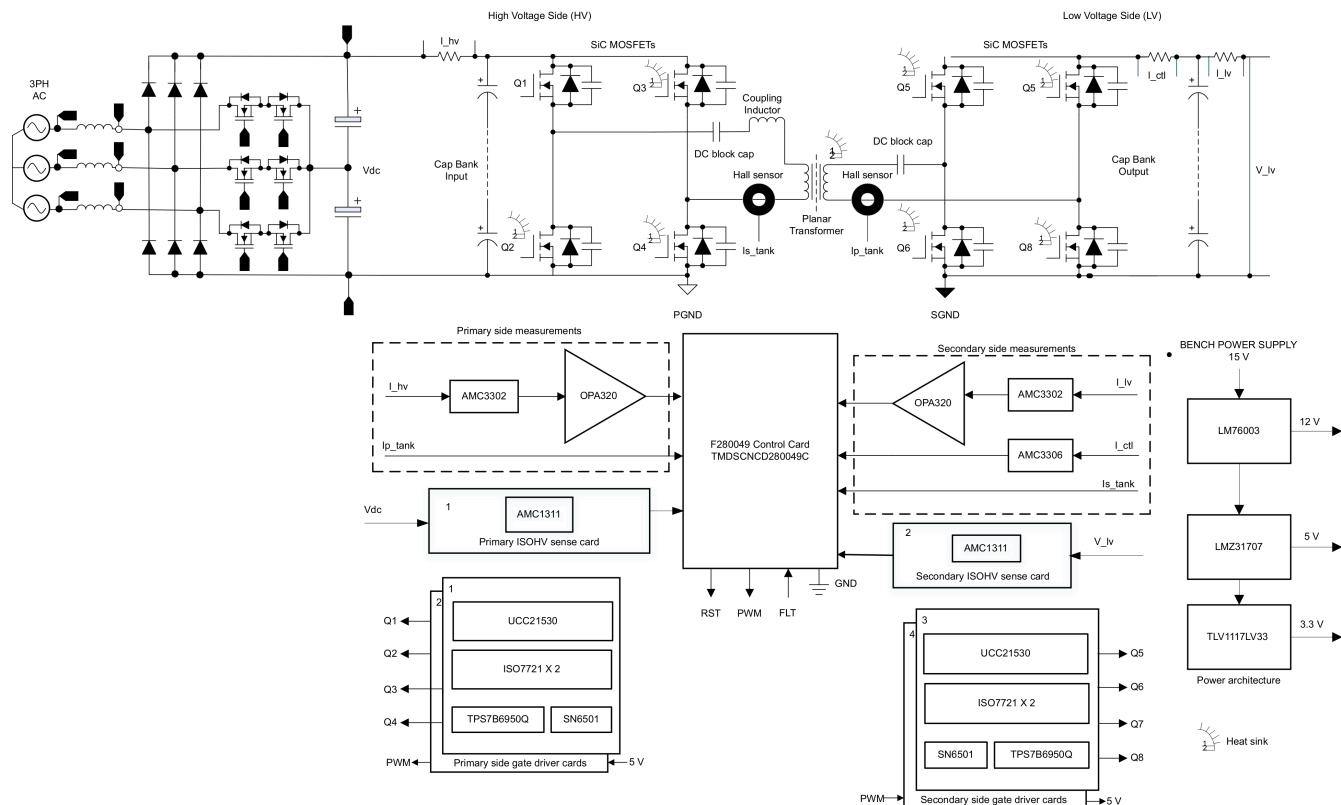 High Voltage Side (HV)
Low Voltage Side (LV)
I_hv
SiC MOSFETs
SiC MOSFETs
3PH
AC
Q1
Q3
Q5
Q5
I_ctl
I_lv
Coupling
Inductor
Vdc
Cap Bank
Input
DC block cap
DC block cap
Cap Bank
Output
V_lv
Hall sensor
Hall sensor
Planar
Transformer
Q2
Q4
Q6
Q8
Is_tank
Ip_tank
PGND
SGND
Primary side measurements
Secondary side measurements
BENCH POWER SUPPLY
15 V
I_hv
AMC3302
OPA320
OPA320
AMC3302
I_lv
LM76003
12 V
F280049 Control Card
TMDSCNCD280049C
Ip_tank
AMC3306
I_ctl
Is_tank
Vdc
1
AMC1311
Primary ISOHV sense card
2
AMC1311
Secondary ISOHV sense card
V_lv
LMZ31707
5 V
GND
RST
PWM
FLT
1
2
UCC21530
ISO7721 X 2
TPS7B6950Q
SN6501
Q1
Q2
Q3
Q4
PWM
Primary side gate driver cards
5 V
3
4
UCC21530
ISO7721 X 2
SN6501
TPS7B6950Q
Q5
Q6
Q7
Q8
PWM
Secondary side gate driver cards
5 V
TLV1117LV33
3.3 V
Power architecture
Heat sink